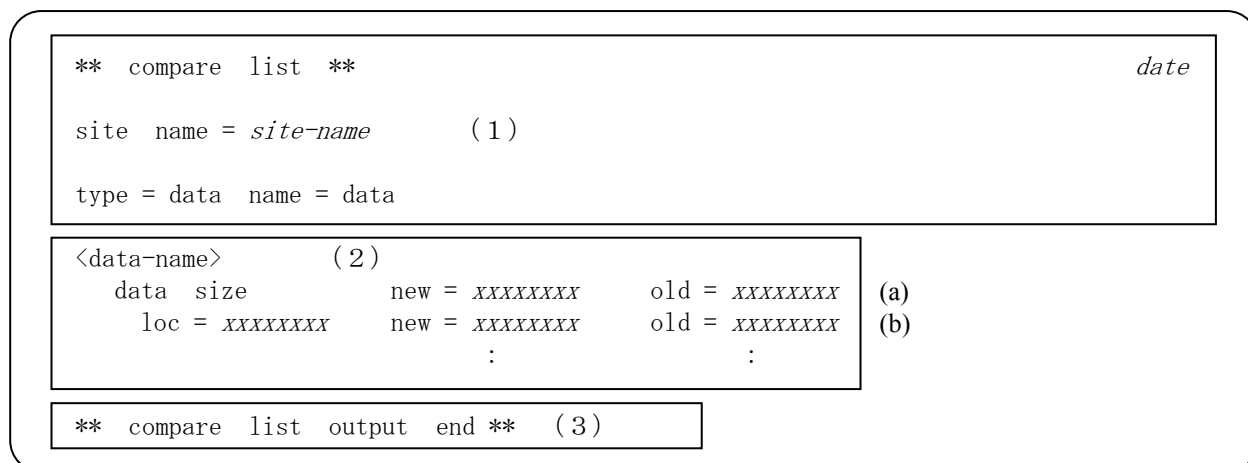 ** compare list ** date
site name = site-name (1)
type = data name = data
<data-name> (2)
data size new = xxxxxxxx old = xxxxxxxx (a)
loc = xxxxxxxx new = xxxxxxxx old = xxxxxxxx (b)
: :
** compare list output end ** (3)